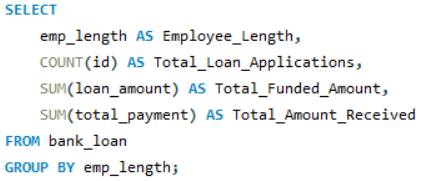 SELECT
emp_length AS Employee_Length,
COUNT(id) AS Total_Loan_Applications,
SUM(loan_amount) AS Total_Funded_Amount,
SUM(total_payment) AS Total_Amount_Received
FROM bank_loan
GROUP BY emp_length;